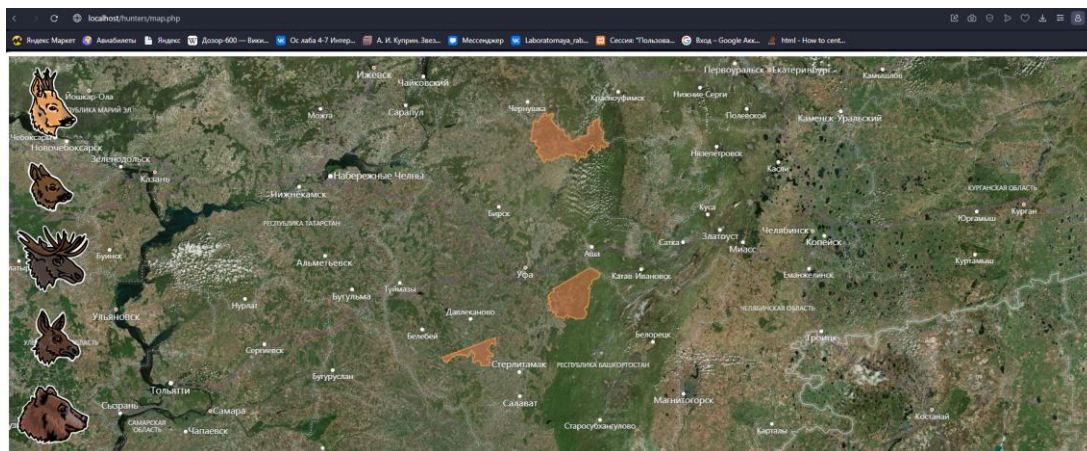 localhost/hunters/map.php
Яндекс Маркет Авиабилеты Яндекс Дозор-600 — Вики... Ос лаба 4-7 Интер... А. И. Куприн. Звез... Мессенджер Laboratornaya_rab... Сессия: "Пользова... Вход – Google Акк... html - How to cent...
Ижевск
Чайковский
Первоуральск
Екатеринбург
Камышлов
Йошкар-Ола
Нижние Серги
Красноуфимск
Чернушка
Можга
Сарапул
Полевской
Каменск-Уральский
Чебоксары
Новочебоксарск
Зеленодольск
Нязепетровск
Касли
Казань
Набережные Челны
Нижнекамск
КУРГАНСКАЯ ОБЛАСТЬ
Бирск
Куса
Юргамыш
Курган
РЕСПУБЛИКА ТАТАРСТАН
Златоуст
Челябинск
Копейск
Сатка
Миасс
Аша
Буинск
Альметьевск
Куртамыш
Уфа
Катав-Ивановск
Еманжелинск
Туймазы
Бугульма
Нурлат
ЧЕЛЯБИНСКАЯ ОБЛАСТЬ
Давлеканово
Ульяновск
Белебей
Белорецк
Троицк
Сергиевск
Стерлитамак
РЕСПУБЛИКА БАШКОРТОСТАН
Бугуруслан
Тольятти
Салават
Магнитогорск
Сызрань
Самара
Костанай
САМАРСКАЯ
ОБЛАСТЬ
Чапаевск
Старосубхангулово
Карталы